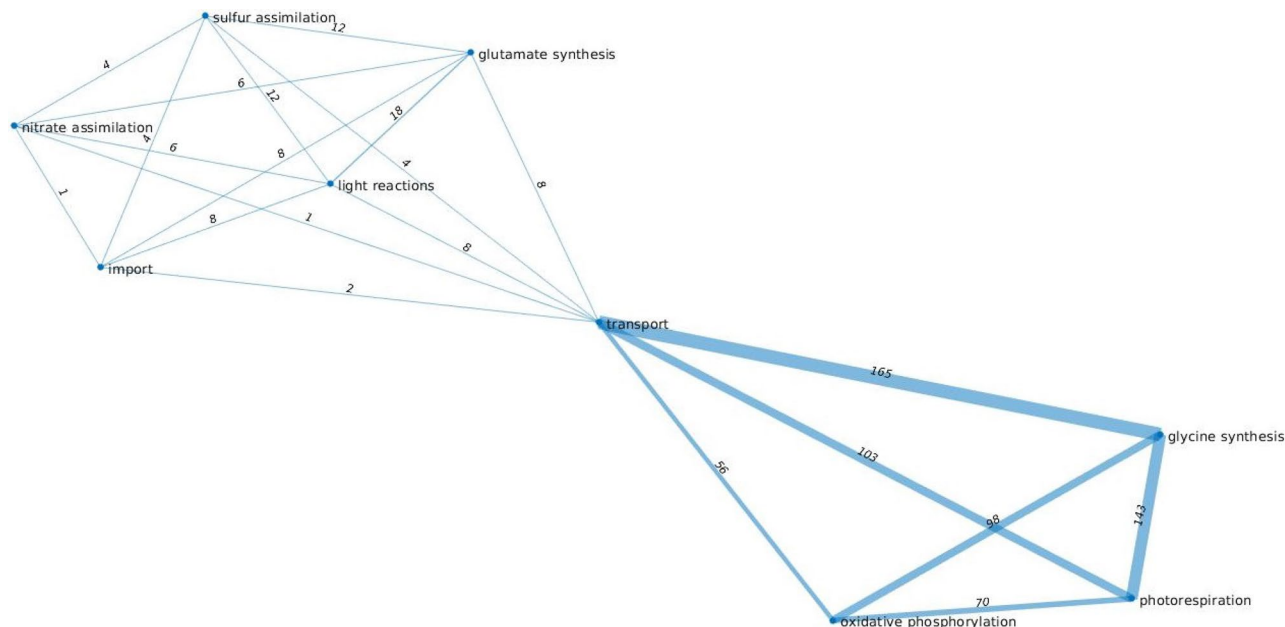 sulfur assimilation
12
glutamate synthesis
4
6
12
18
nitrate assimilation
4
6
8
4
light reactions
8
1
8
1
8
import
2
transport
165
glycine synthesis
103
56
98
143
70
photorespiration
oxidative phosphorylation